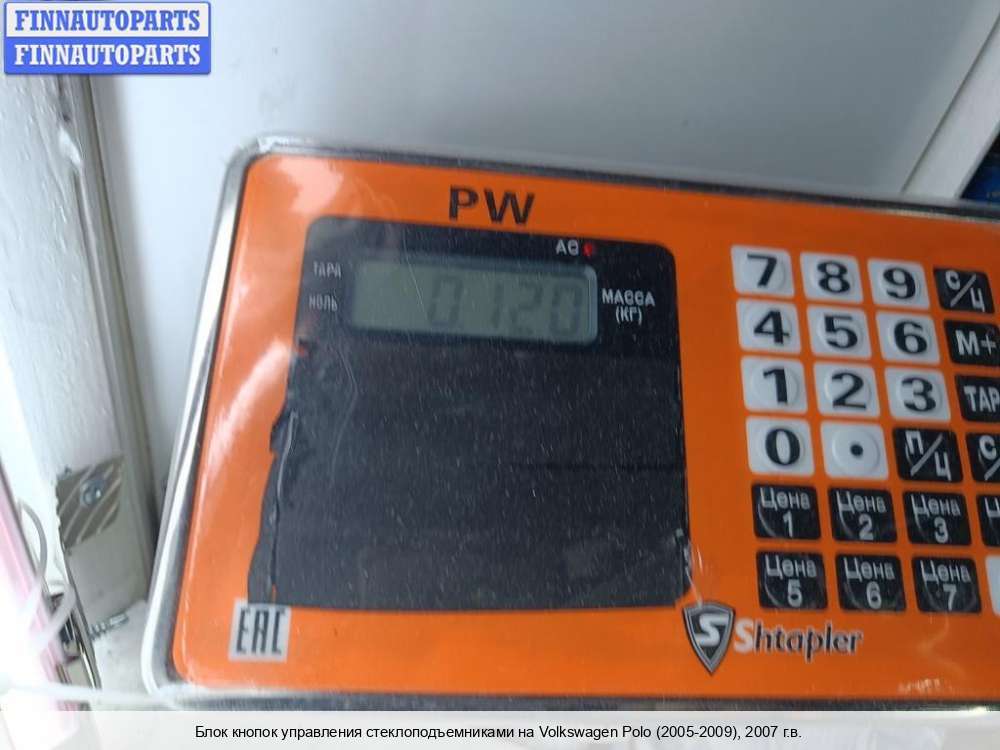 FINNAUTOPARTS
FINNAUTOPARTS
PW
AC
ТАРА
НОЛЬ
0.120
МАССА
(КГ)
7 8 9 С/Ц
4 5 6 М+
1 2 3 ТАР
0 . П/Ц С/
Цена 1 Цена 2 Цена 3 Ц
Цена 5 Цена 6 Цена 7
EAC
S Shtapler
Блок кнопок управления стеклоподъемниками на Volkswagen Polo (2005-2009), 2007 г.в.